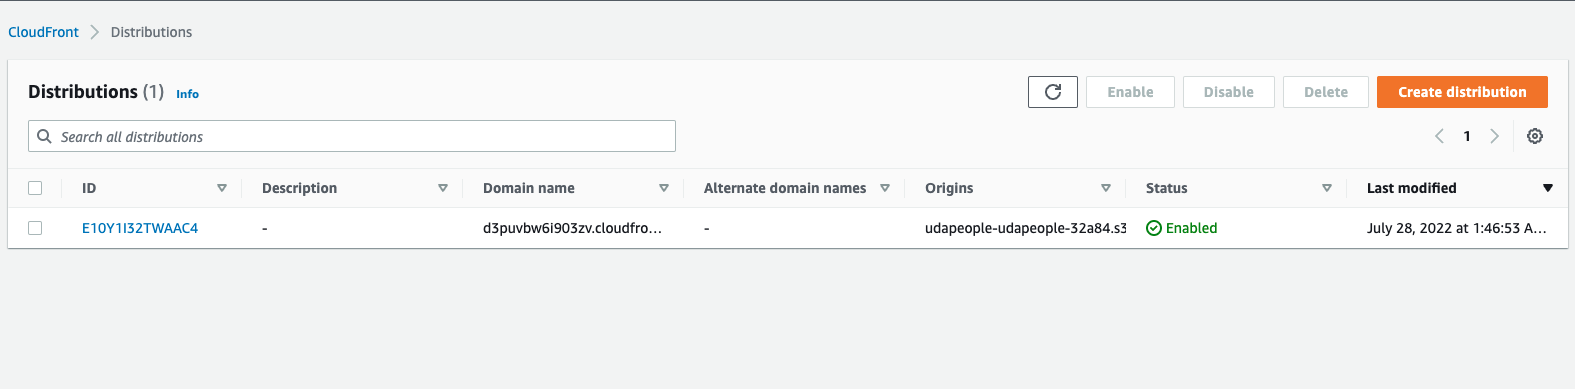 CloudFront Distributions
Distributions (1) Info
Enable Disable Delete Create distribution
Search all distributions
1
ID Description Domain name Alternate domain names Origins Status Last modified
E10Y1I32TWAAC4 - d3puvbw6i903zv.cloudfro... - udapeople-udapeople-32a84.s3 Enabled July 28, 2022 at 1:46:53 A...